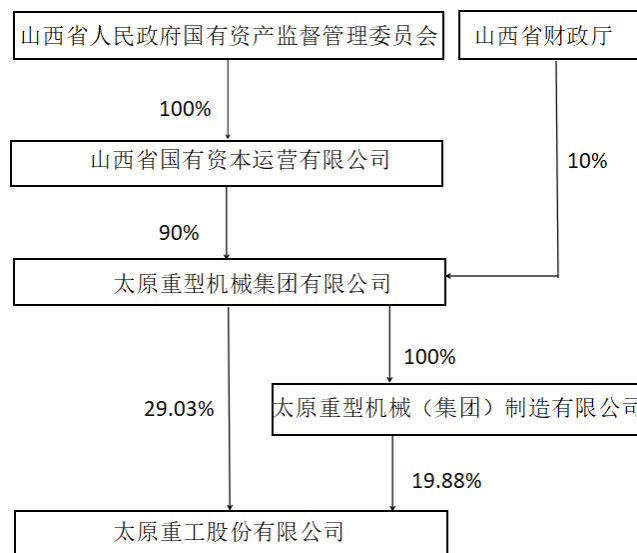 山西省人民政府国有资产监督管理委员会
山西省财政厅
100%
山西省国有资本运营有限公司
10%
90%
太原重型机械集团有限公司
100%
29.03%
太原重型机械（集团）制造有限公司
19.88%
太原重工股份有限公司